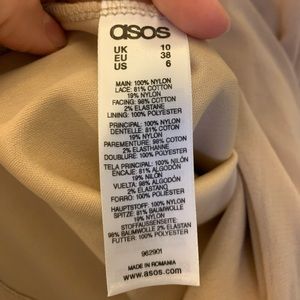 asos
UK 10
EU 38
US 6
MAIN: 100% NYLON
LACE: 81% COTTON
19% NYLON
FACING: 98% COTTON
2% ELASTANE
LINING: 100% POLYESTER
PRINCIPAL: 100% NYLON
DENTELLE: 81% COTON
19% NYLON
PAREMENTURE: 98% COTON
2% ELASTHANNE
DOUBLURE: 100% POLYESTER
TELA PRINCIPAL: 100% NILÓN
ENCAJE: 81% ALGODÓN
19% NILÓN
VUELTA: 98% ALGODÓN
2% ELASTANO
FORRO: 100% POLIÉSTER
HAUPTSTOFF: 100% NYLON
SPITZE: 81% BAUMWOLLE
19% NYLON
STOFFAUSSENSEITE:
98% BAUMWOLLE 2% ELASTAN
FUTTER: 100% POLYESTER
962901
MADE IN ROMANIA
www.asos.com